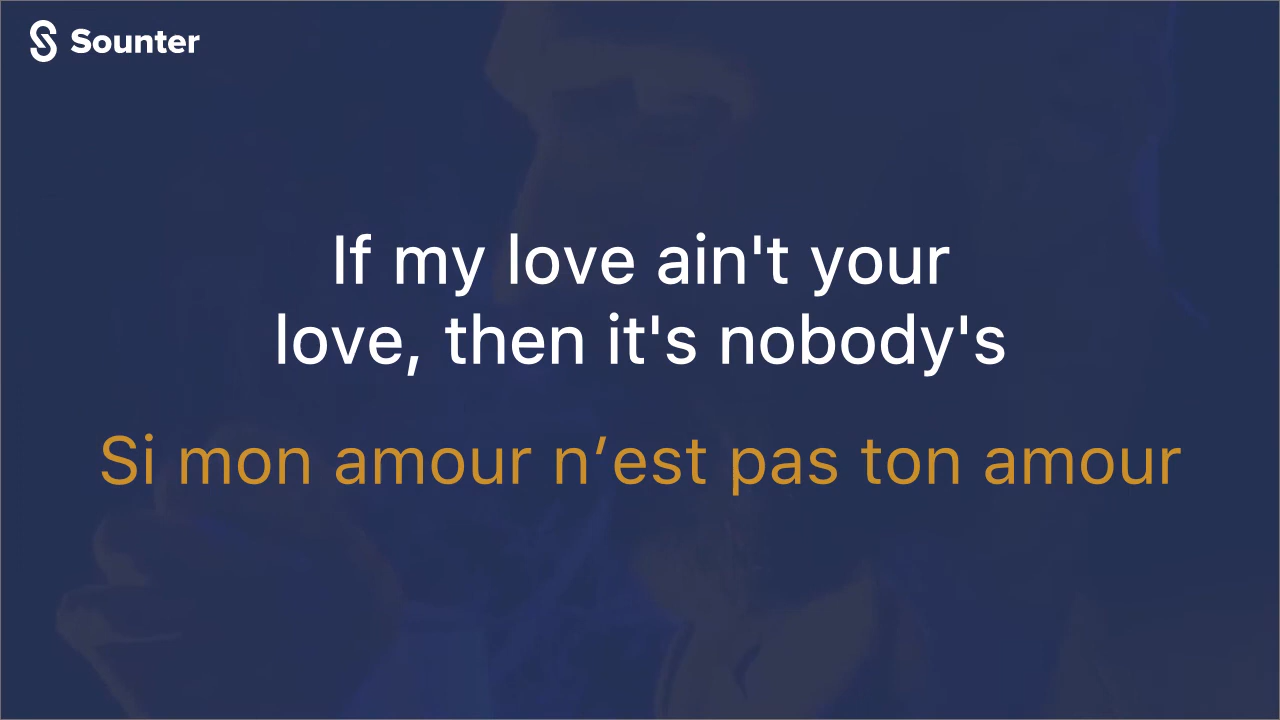 Sounter
If my love ain't your
love, then it's nobody's
Si mon amour n’est pas ton amour